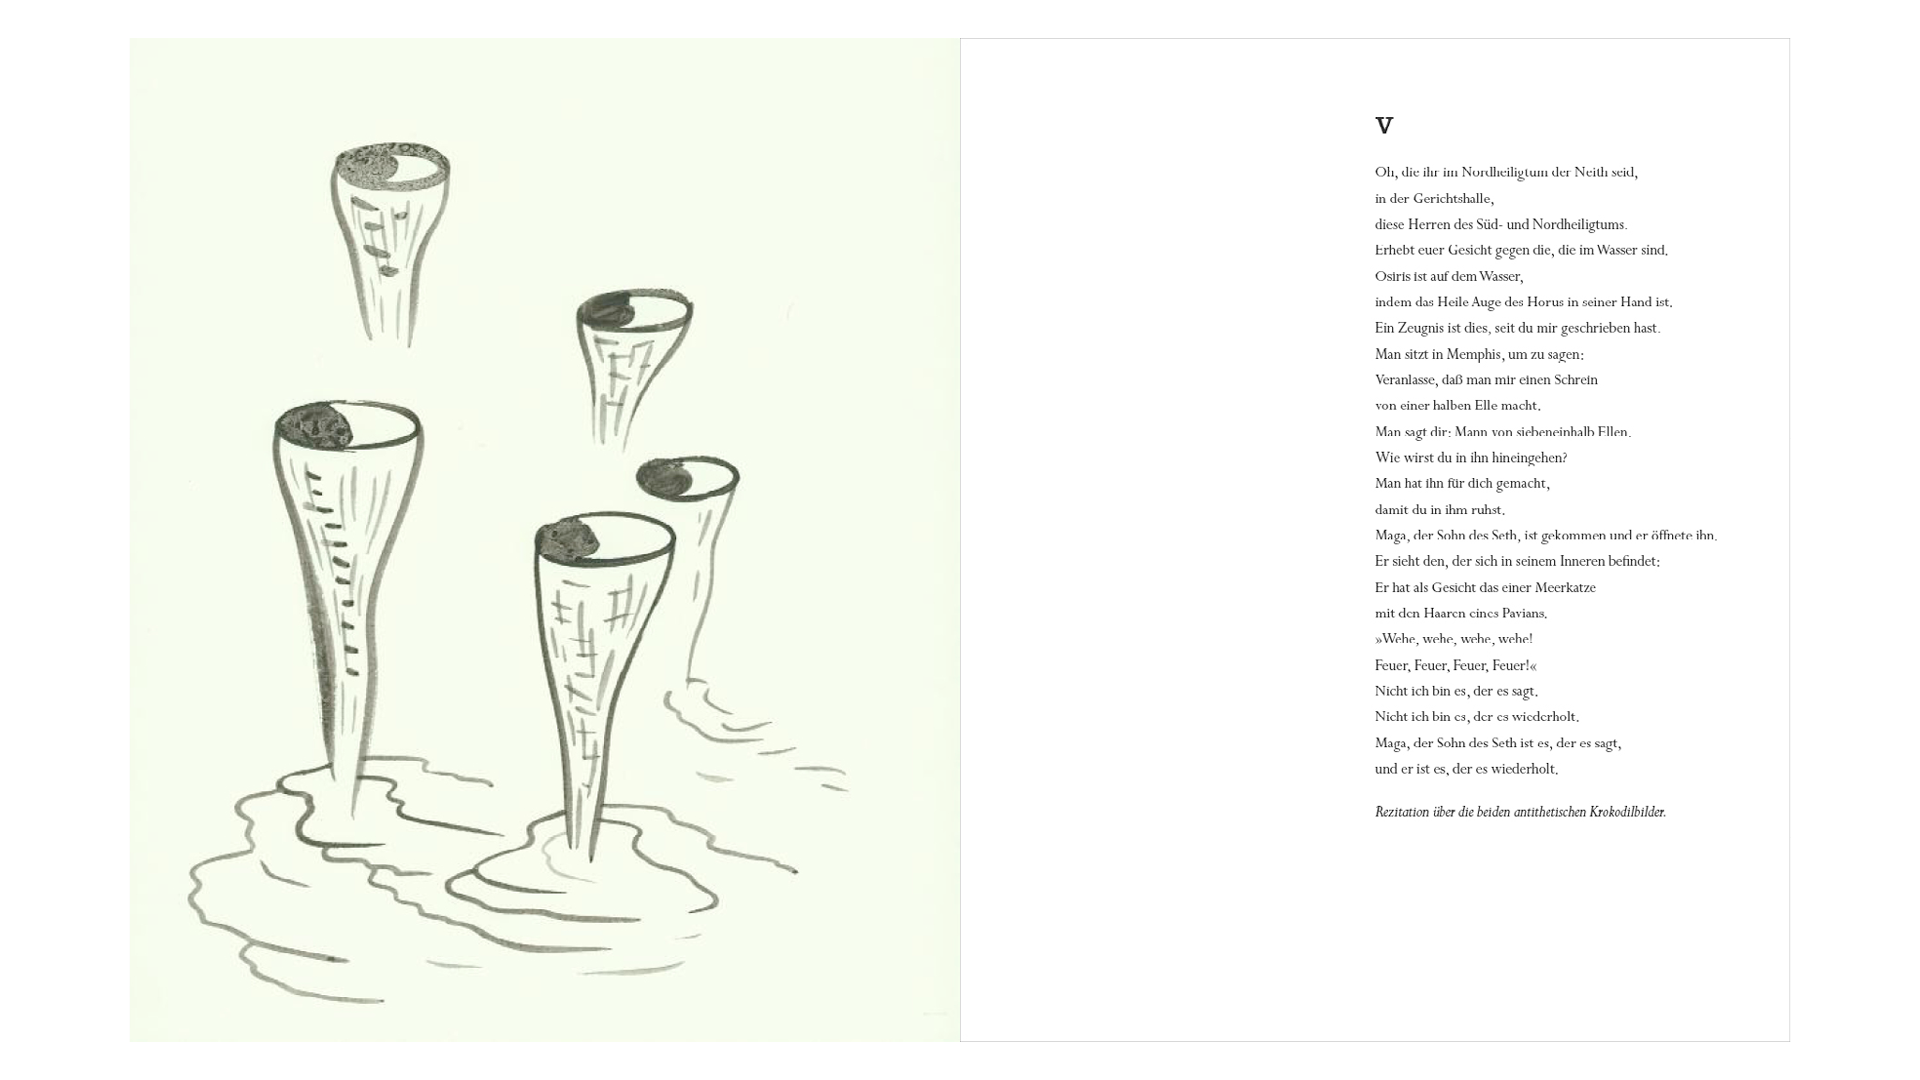 V
Oh, die ihr im Nordheiligtum der Neith seid,
in der Gerichtshalle,
diese Herren des Süd- und Nordheiligtums.
Erhebt euer Gesicht gegen die, die im Wasser sind.
Osiris ist auf dem Wasser,
indem das Heile Auge des Horus in seiner Hand ist.
Ein Zeugnis ist dies, seit du mir geschrieben hast.
Man sitzt in Memphis, um zu sagen:
Veranlasse, daß man mir einen Schrein
von einer halben Elle macht.
Man sagt dir: Mann von siebeneinhalb Ellen.
Wie wirst du in ihn hineingehen?
Man hat ihn für dich gemacht,
damit du in ihm ruhst.
Maga, der Sohn des Seth, ist gekommen und er öffnete ihn.
Er sieht den, der sich in seinem Inneren befindet:
Er hat als Gesicht das einer Meerkatze
mit den Haaren eines Pavians.
»Wehe, wehe, wehe, wehe!
Feuer, Feuer, Feuer, Feuer!«
Nicht ich bin es, der es sagt.
Nicht ich bin es, der es wiederholt.
Maga, der Sohn des Seth ist es, der es sagt,
und er ist es, der es wiederholt.
Rezitation über die beiden antithetischen Krokodilbilder.